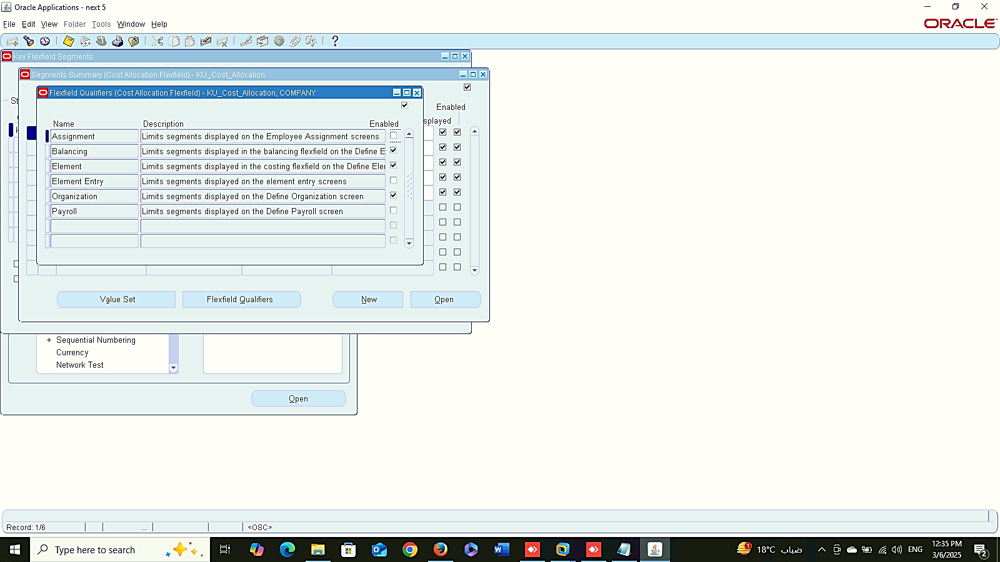 Oracle Applications - next 5
File Edit View Folder Tools Window Help
ORACLE
Key Flexfield Segments
Segments Summary (Cost Allocation Flexfield) - KU_Cost_Allocation
Flexfield Qualifiers (Cost Allocation Flexfield) - KU_Cost_Allocation, COMPANY
St
Enabled
splayed
Name Description Enabled
Assignment Limits segments displayed on the Employee Assignment screens
Balancing Limits segments displayed in the balancing flexfield on the Define E
Element Limits segments displayed in the costing flexfield on the Define Eler
Element Entry Limits segments displayed on the element entry screens
Organization Limits segments displayed on the Define Organization screen
Payroll Limits segments displayed on the Define Payroll screen
Value Set Flexfield Qualifiers New Open
+ Sequential Numbering
Currency
Network Test
Open
Record: 1/6 ... <OSC>
Type here to search
1 18°C ضباب ENG 12:35 PM
3/6/2025 2